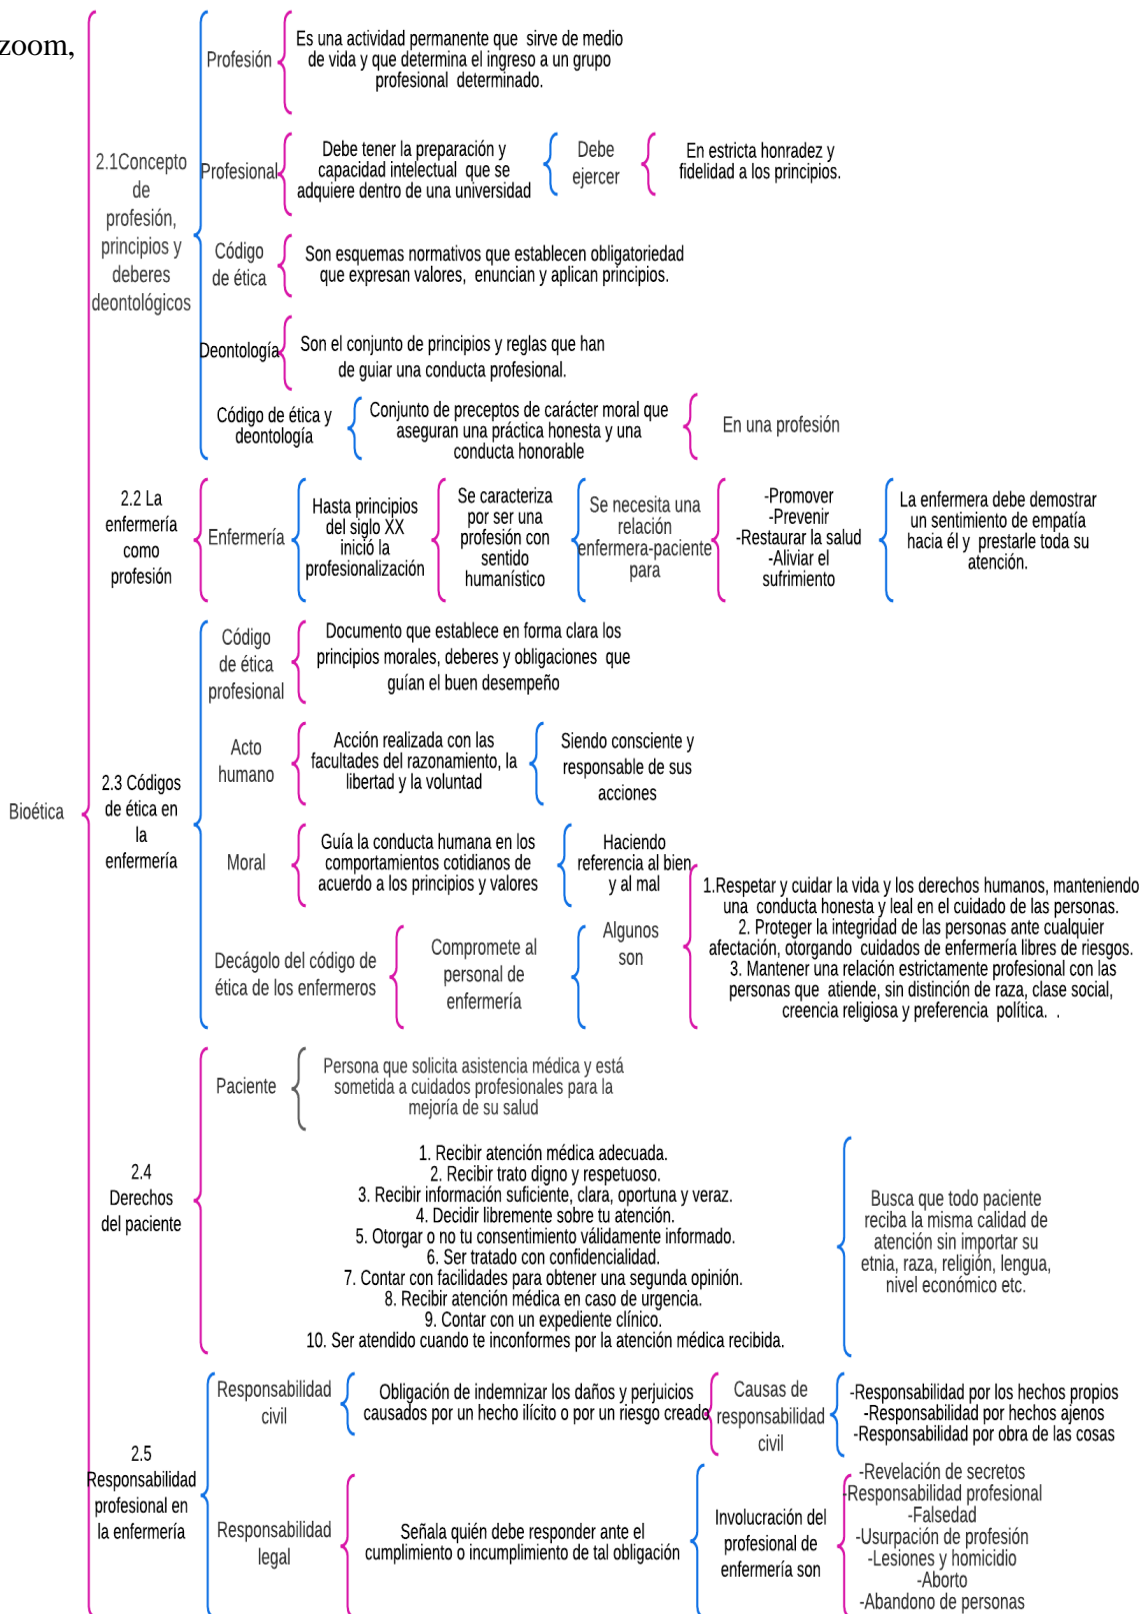 zoom,
Bioética
2.1Concepto
de
profesión,
principios y
deberes
deontológicos
Profesión
Es una actividad permanente que sirve de medio
de vida y que determina el ingreso a un grupo
profesional determinado.
Profesional
Debe tener la preparación y
capacidad intelectual que se
adquiere dentro de una universidad
Debe
ejercer
En estricta honradez y
fidelidad a los principios.
Código
de ética
Son esquemas normativos que establecen obligatoriedad
que expresan valores, enuncian y aplican principios.
Deontología
Son el conjunto de principios y reglas que han
de guiar una conducta profesional.
Código de ética y
deontología
Conjunto de preceptos de carácter moral que
aseguran una práctica honesta y una
conducta honorable
En una profesión
2.2 La
enfermería
como
profesión
Enfermería
Hasta principios
del siglo XX
inició la
profesionalización
Se caracteriza
por ser una
profesión con
sentido
humanístico
Se necesita una
relación
enfermera-paciente
para
-Promover
-Prevenir
-Restaurar la salud
-Aliviar el
sufrimiento
La enfermera debe demostrar
un sentimiento de empatía
hacia él y prestarle toda su
atención.
2.3 Códigos
de ética en
la
enfermería
Código
de ética
profesional
Documento que establece en forma clara los
principios morales, deberes y obligaciones que
guían el buen desempeño
Acto
humano
Acción realizada con las
facultades del razonamiento, la
libertad y la voluntad
Siendo consciente y
responsable de sus
acciones
Moral
Guía la conducta humana en los
comportamientos cotidianos de
acuerdo a los principios y valores
Haciendo
referencia al bien
y al mal
Decágolo del código de
ética de los enfermeros
Compromete al
personal de
enfermería
Algunos
son
1.Respetar y cuidar la vida y los derechos humanos, manteniendo
una conducta honesta y leal en el cuidado de las personas.
2. Proteger la integridad de las personas ante cualquier
afectación, otorgando cuidados de enfermería libres de riesgos.
3. Mantener una relación estrictamente profesional con las
personas que atiende, sin distinción de raza, clase social,
creencia religiosa y preferencia política. .
2.4
Derechos
del paciente
Paciente
Persona que solicita asistencia médica y está
sometida a cuidados profesionales para la
mejoría de su salud
1. Recibir atención médica adecuada.
2. Recibir trato digno y respetuoso.
3. Recibir información suficiente, clara, oportuna y veraz.
4. Decidir libremente sobre tu atención.
5. Otorgar o no tu consentimiento válidamente informado.
6. Ser tratado con confidencialidad.
7. Contar con facilidades para obtener una segunda opinión.
8. Recibir atención médica en caso de urgencia.
9. Contar con un expediente clínico.
10. Ser atendido cuando te inconformes por la atención médica recibida.
Busca que todo paciente
reciba la misma calidad de
atención sin importar su
etnia, raza, religión, lengua,
nivel económico etc.
2.5
Responsabilidad
profesional en
la enfermería
Responsabilidad
civil
Obligación de indemnizar los daños y perjuicios
causados por un hecho ilícito o por un riesgo creado
Causas de
responsabilidad
civil
-Responsabilidad por los hechos propios
-Responsabilidad por hechos ajenos
-Responsabilidad por obra de las cosas
Responsabilidad
legal
Señala quién debe responder ante el
cumplimiento o incumplimiento de tal obligación
Involucración del
profesional de
enfermería son
-Revelación de secretos
-Responsabilidad profesional
-Falsedad
-Usurpación de profesión
-Lesiones y homicidio
-Aborto
-Abandono de personas